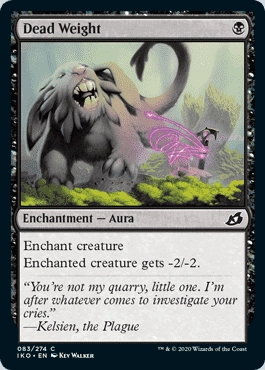 Dead Weight
Enchantment — Aura
Enchant creature
Enchanted creature gets -2/-2.
“You’re not my quarry, little one. I’m
after whatever comes to investigate your
cries.”
—Kelsien, the Plague
083/274 C
IKO • EN KEY WALKER
™ & © 2020 Wizards of the Coast